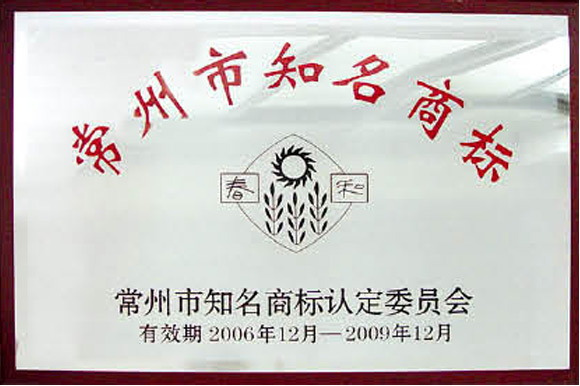 常州市知名商标
春 和
常州市知名商标认定委员会
有效期 2006年12月—2009年12月